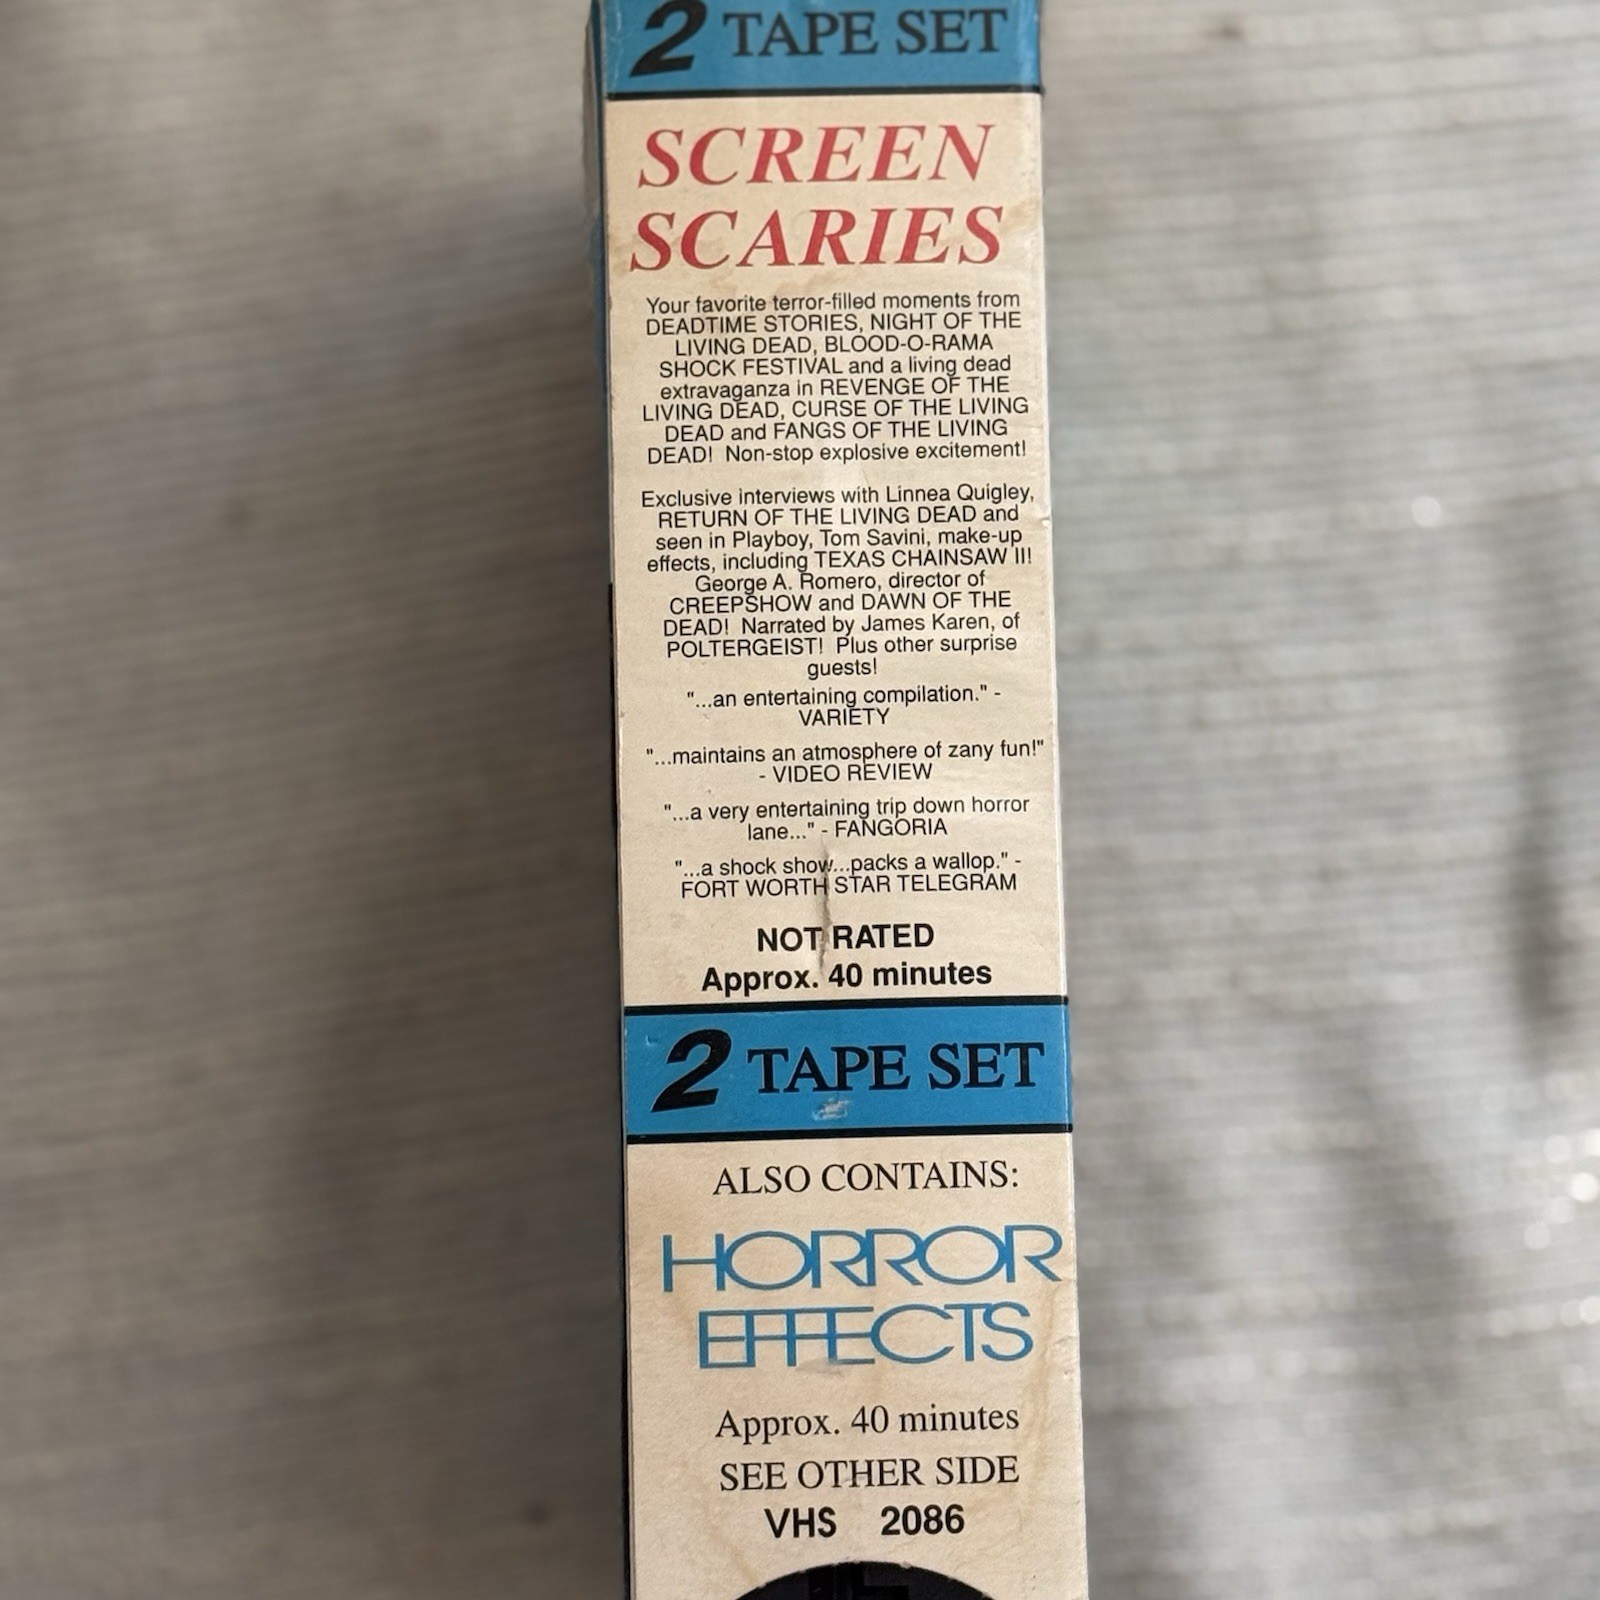 2 TAPE SET
SCREEN
SCARIES
Your favorite terror-filled moments from
DEADTIME STORIES, NIGHT OF THE
LIVING DEAD, BLOOD-O-RAMA
SHOCK FESTIVAL and a living dead
extravaganza in REVENGE OF THE
LIVING DEAD, CURSE OF THE LIVING
DEAD and FANGS OF THE LIVING
DEAD! Non-stop explosive excitement!
Exclusive interviews with Linnea Quigley,
RETURN OF THE LIVING DEAD and
seen in Playboy, Tom Savini, make-up
effects, including TEXAS CHAINSAW II!
George A. Romero, director of
CREEPSHOW and DAWN OF THE
DEAD! Narrated by James Karen, of
POLTERGEIST! Plus other surprise
guests!
"...an entertaining compilation." -
VARIETY
"...maintains an atmosphere of zany fun!"
- VIDEO REVIEW
"...a very entertaining trip down horror
lane..." - FANGORIA
"...a shock show...packs a wallop." -
FORT WORTH STAR TELEGRAM
NOT RATED
Approx. 40 minutes
2 TAPE SET
ALSO CONTAINS:
HORROR
EFFECTS
Approx. 40 minutes
SEE OTHER SIDE
VHS 2086